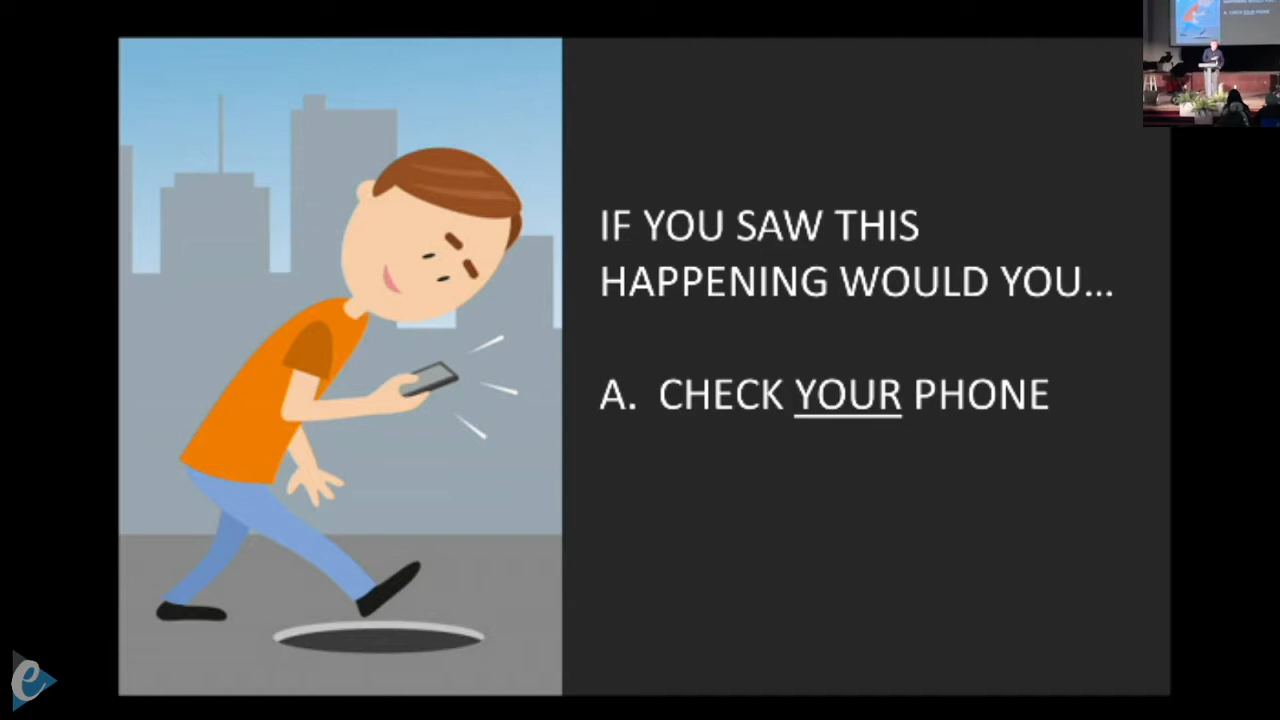 IF YOU SAW THIS
HAPPENING WOULD YOU...
A. CHECK YOUR PHONE
e